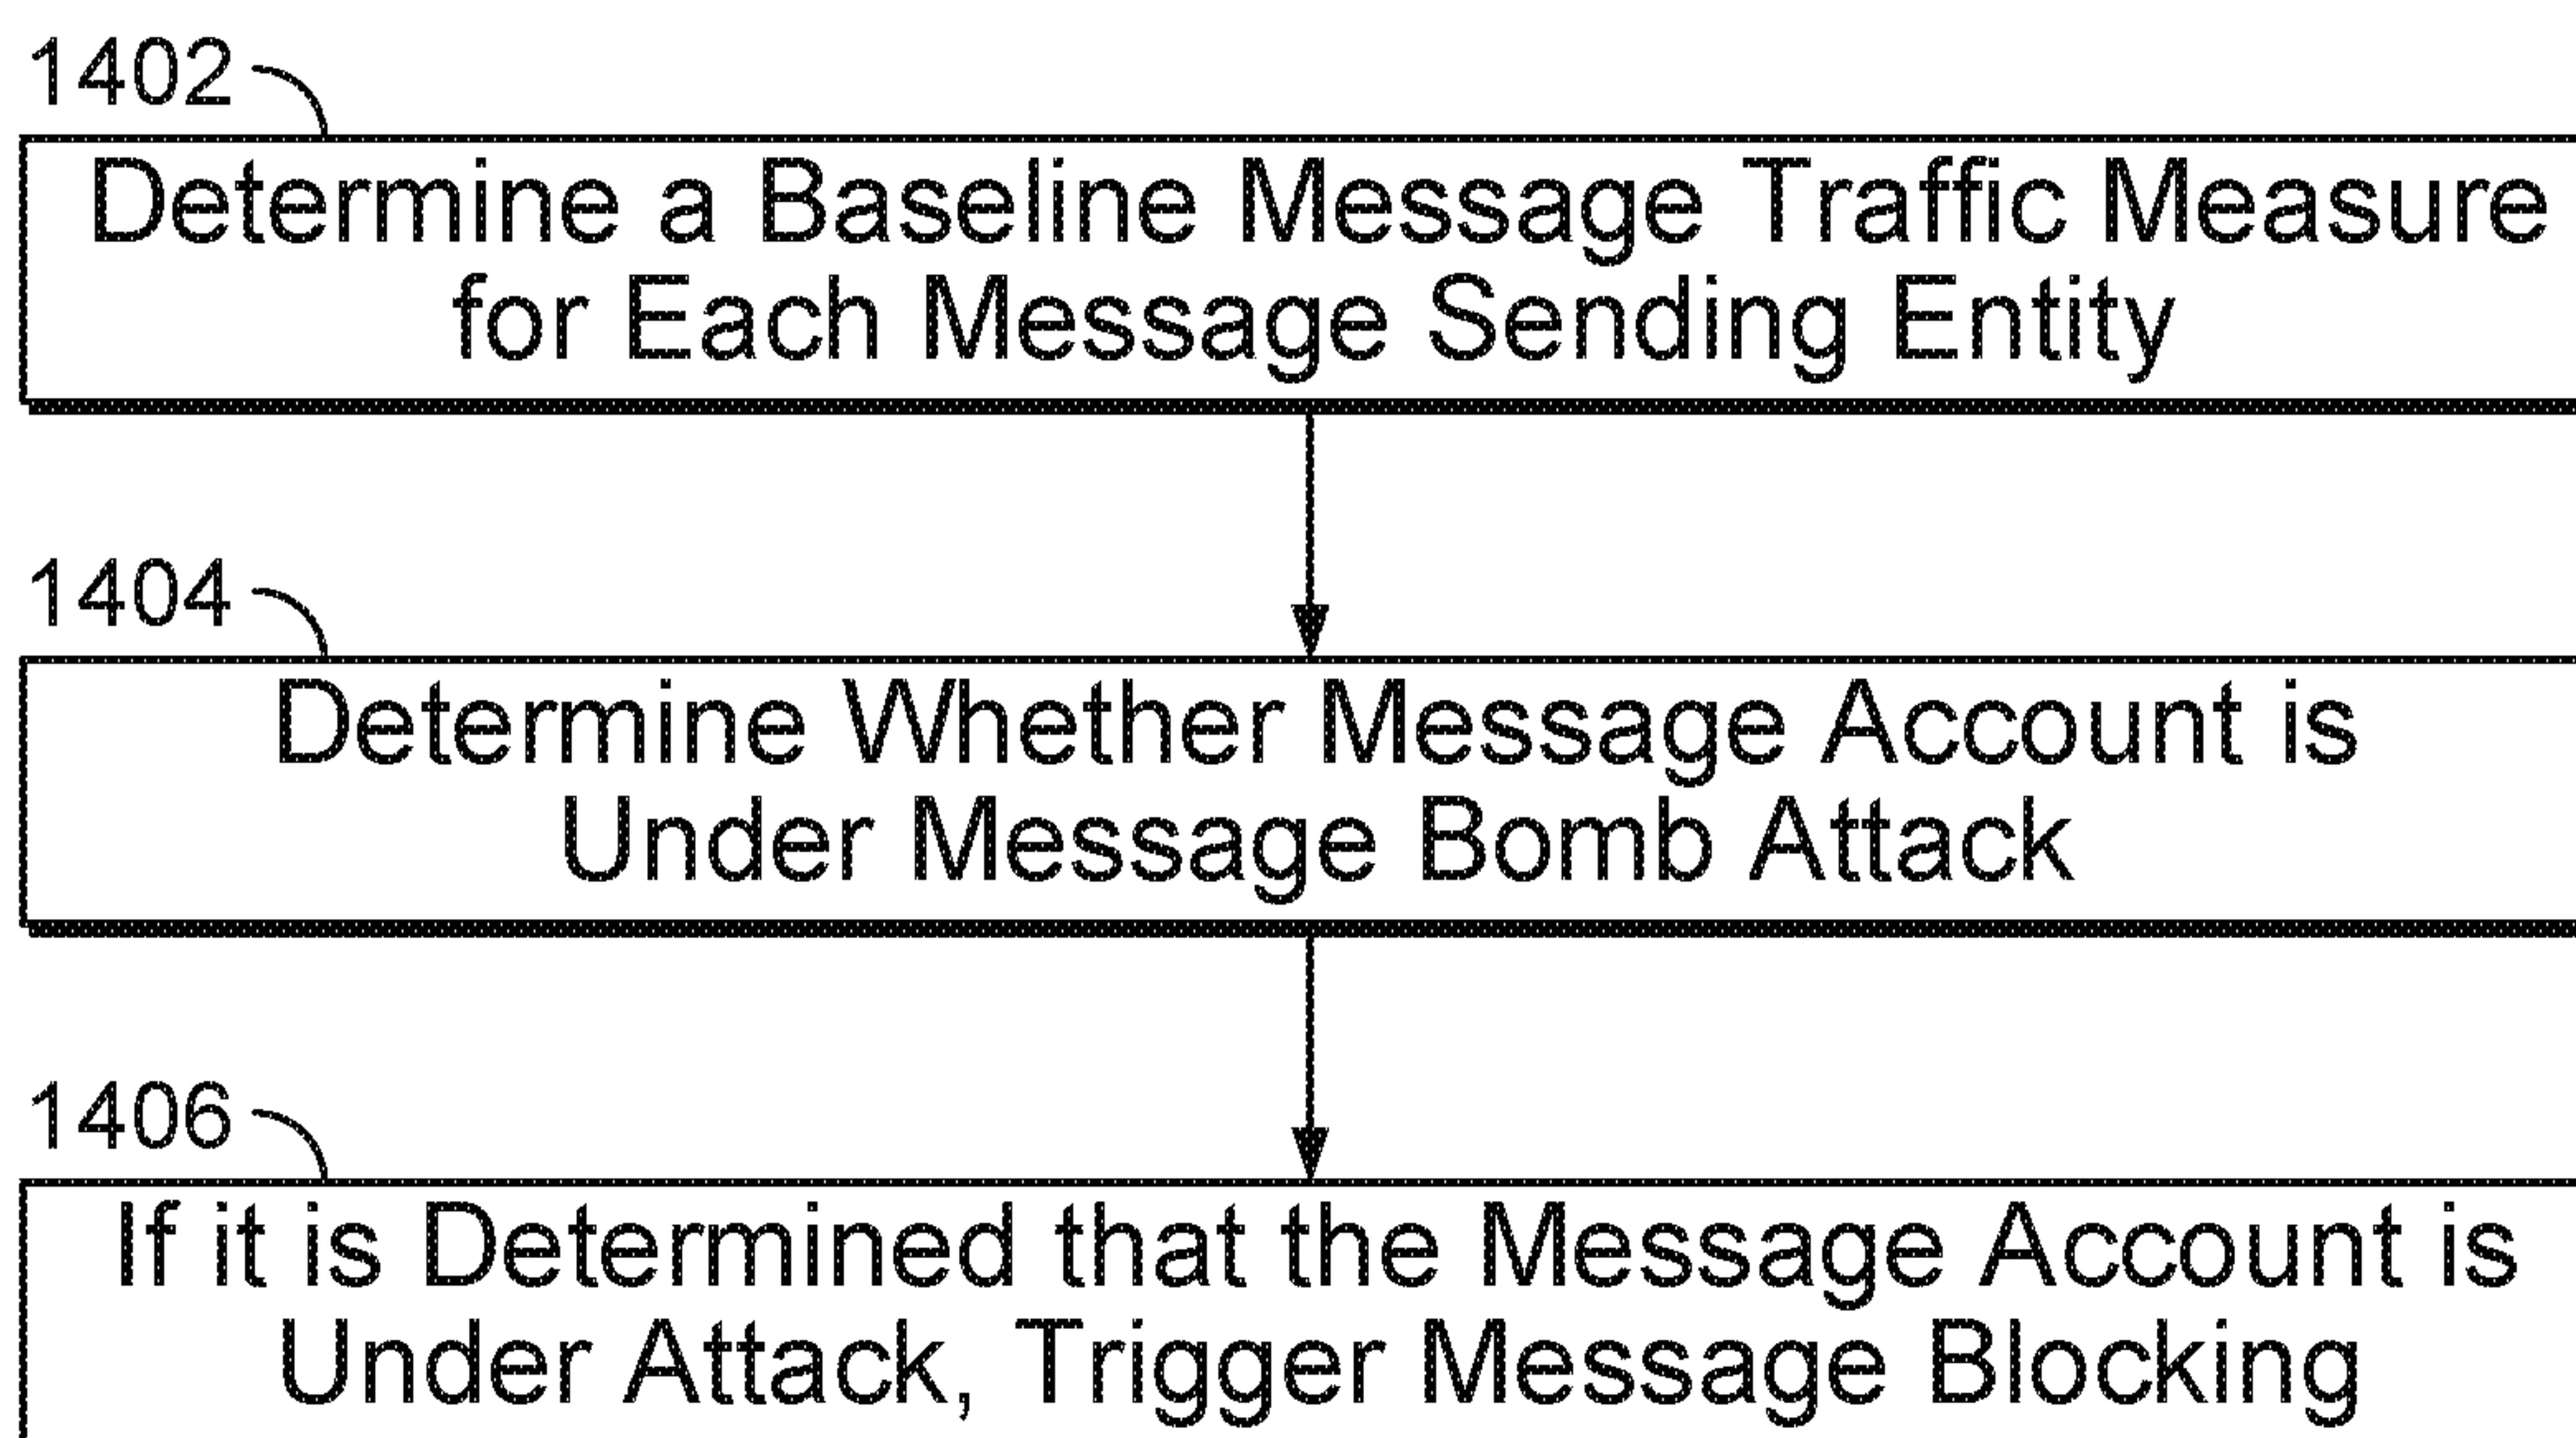 1402
Determine a Baseline Message Traffic Measure
for Each Message Sending Entity
1404
Determine Whether Message Account is
Under Message Bomb Attack
1406
If it is Determined that the Message Account is
Under Attack, Trigger Message Blocking